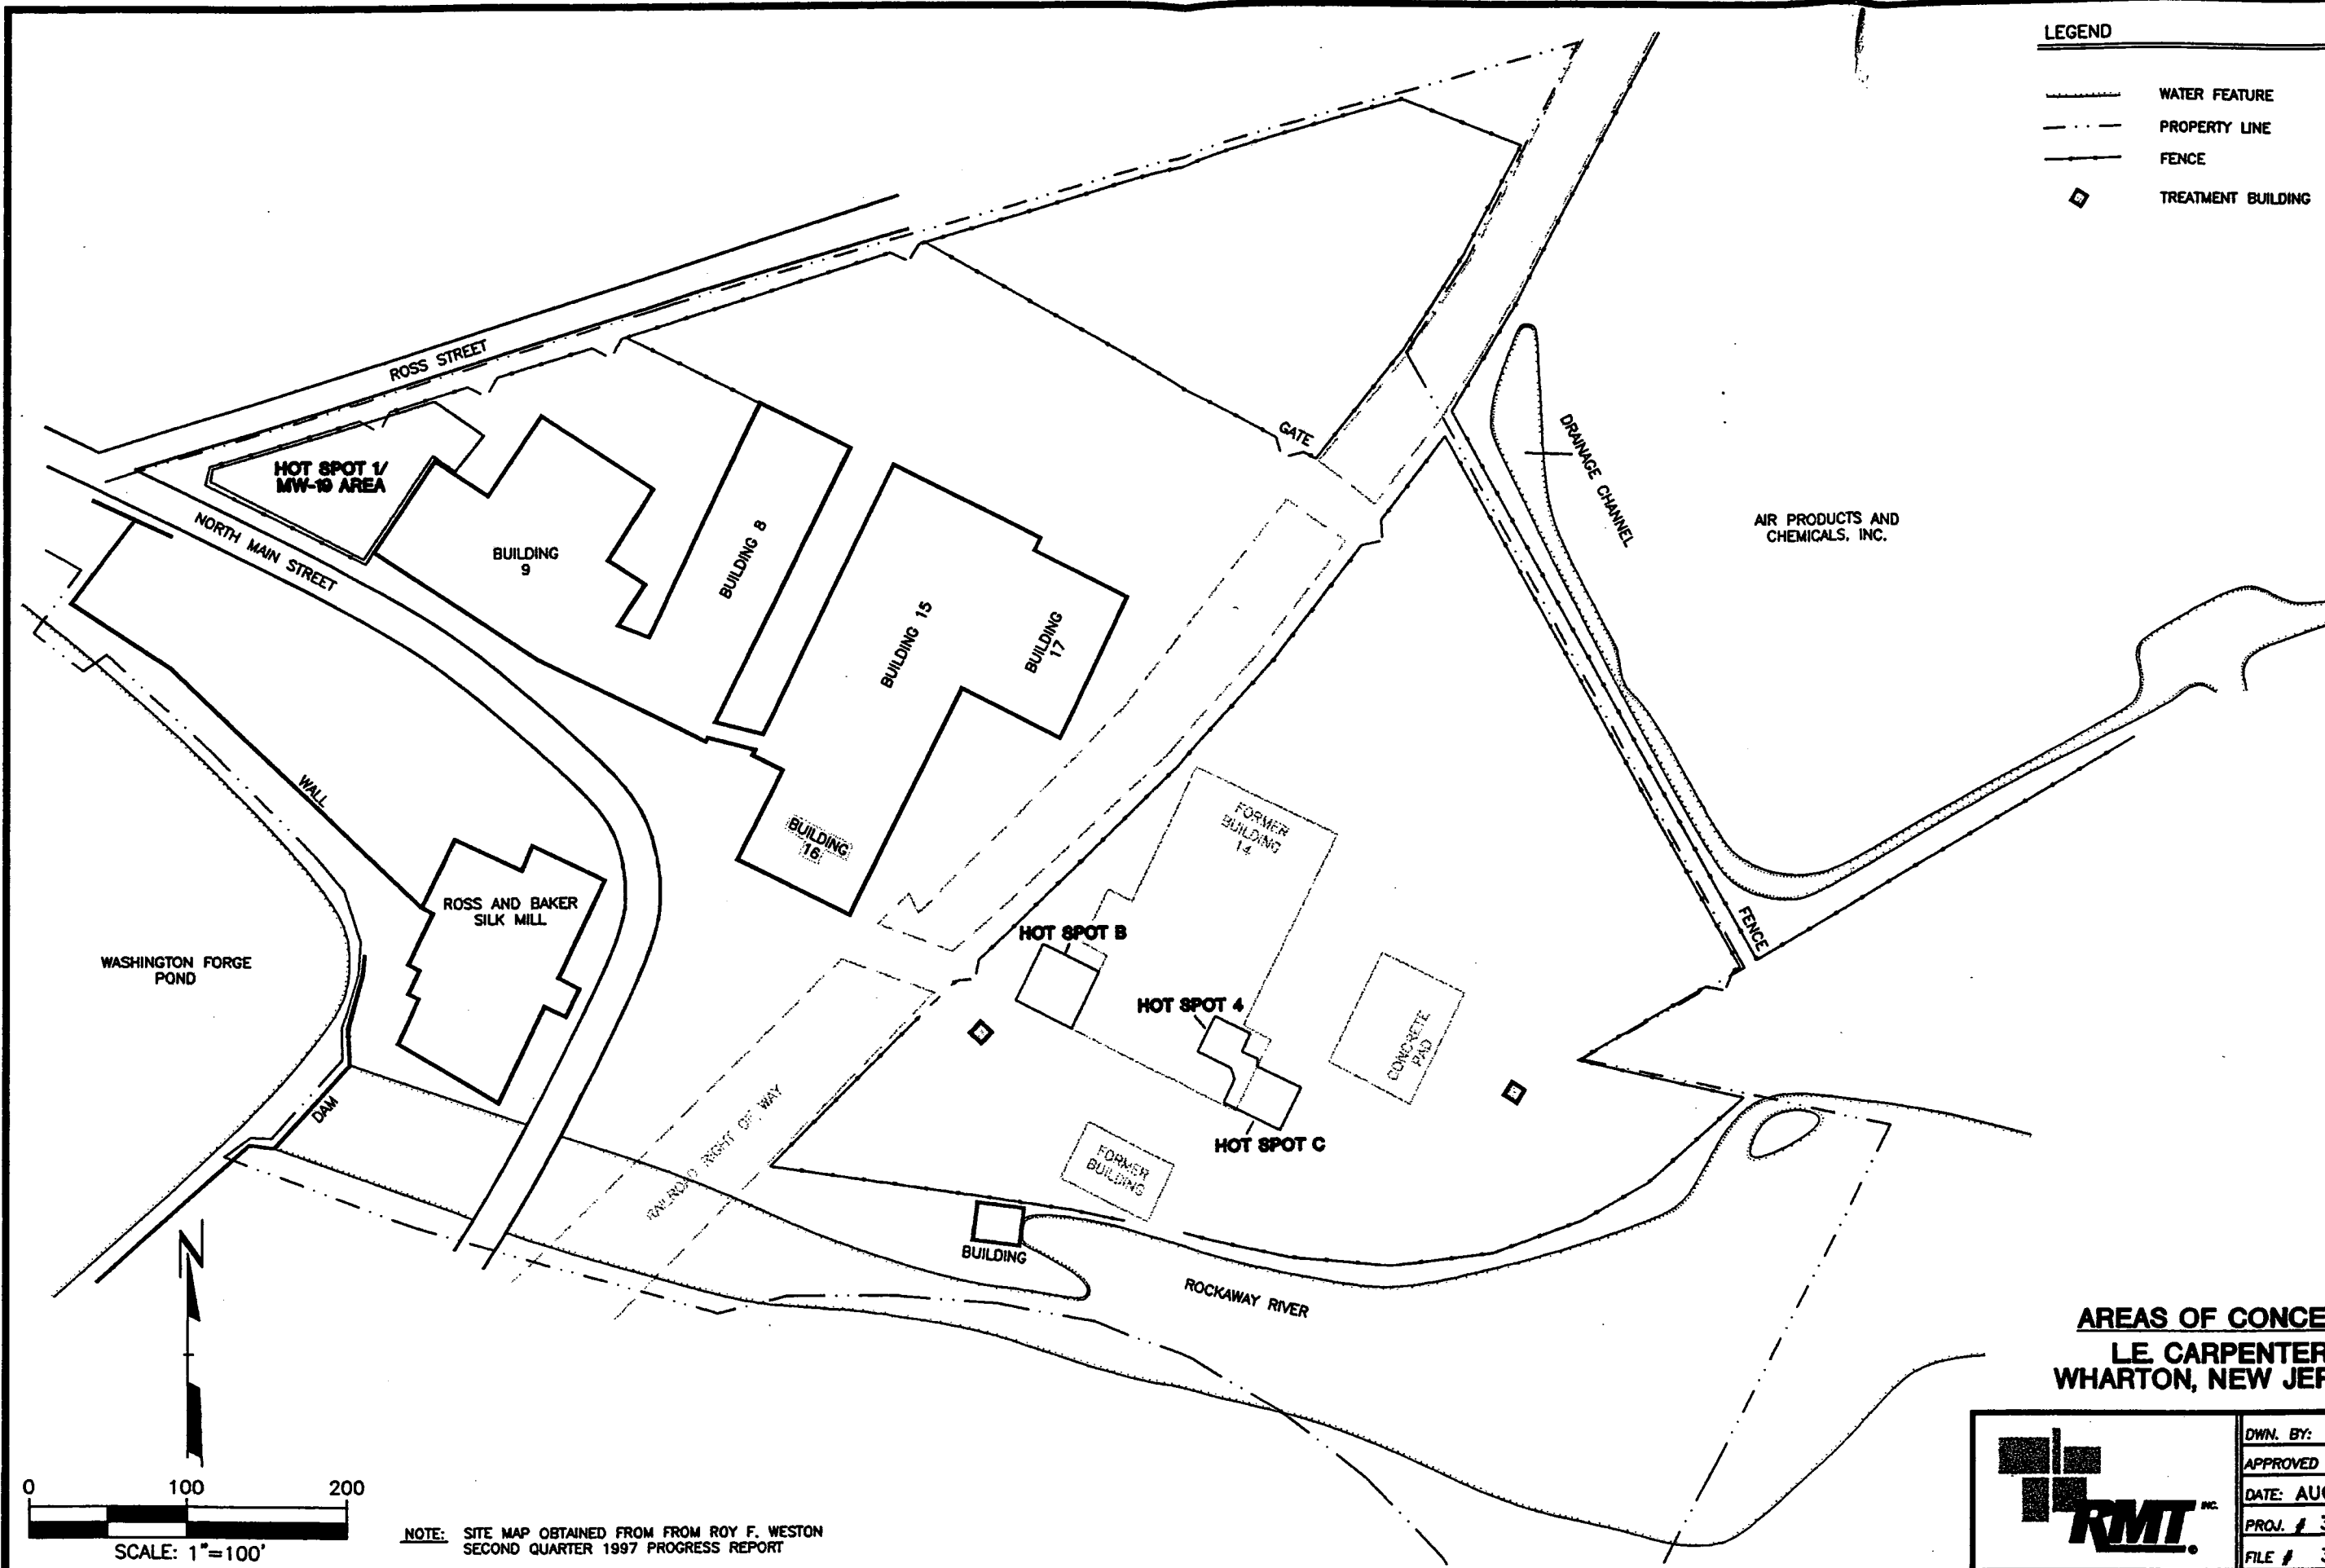 LEGEND
WATER FEATURE
PROPERTY LINE
FENCE
TREATMENT BUILDING
ROSS STREET
HOT SPOT 1/
MW-19 AREA
NORTH MAIN STREET
BUILDING
9
BUILDING 8
BUILDING 15
BUILDING
17
GATE
DRAINAGE CHANNEL
AIR PRODUCTS AND
CHEMICALS, INC.
WALL
BUILDING
16
FORMER
BUILDING
14
ROSS AND BAKER
SILK MILL
WASHINGTON FORGE
POND
HOT SPOT B
FENCE
HOT SPOT 4
CONCRETE
PAD
DAM
RAILROAD RIGHT OF WAY
HOT SPOT C
FORMER
BUILDING
BUILDING
ROCKAWAY RIVER
N
0 100 200
SCALE: 1"=100'
NOTE: SITE MAP OBTAINED FROM FROM ROY F. WESTON
SECOND QUARTER 1997 PROGRESS REPORT
AREAS OF
L.E. CARPENTER
WHARTON, NEW
RMT INC.
DWN. BY:
APPROVED
DATE:
PROJ. #
FILE #